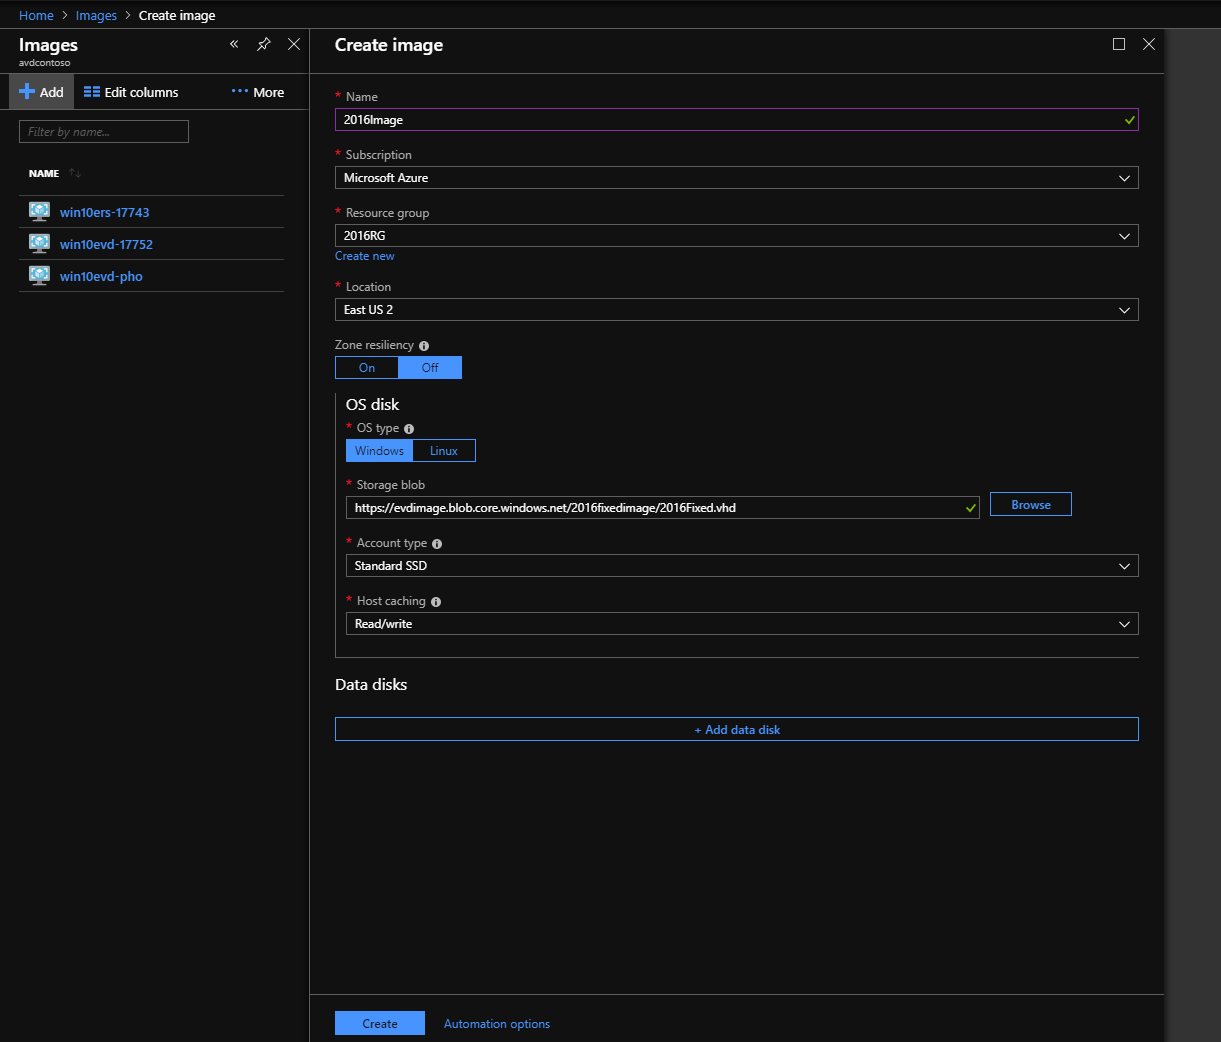 Home > Images > Create image
Images
avdcontoso
Add
Edit columns
More
Filter by name...
NAME
win10ers-17743
win10evd-17752
win10evd-pho
Create image
* Name
2016Image
* Subscription
Microsoft Azure
* Resource group
2016RG
Create new
* Location
East US 2
Zone resiliency
On Off
OS disk
* OS type
Windows Linux
* Storage blob
https://evdimage.blob.core.windows.net/2016fixedimage/2016Fixed.vhd
Browse
* Account type
Standard SSD
* Host caching
Read/write
Data disks
+ Add data disk
Create
Automation options